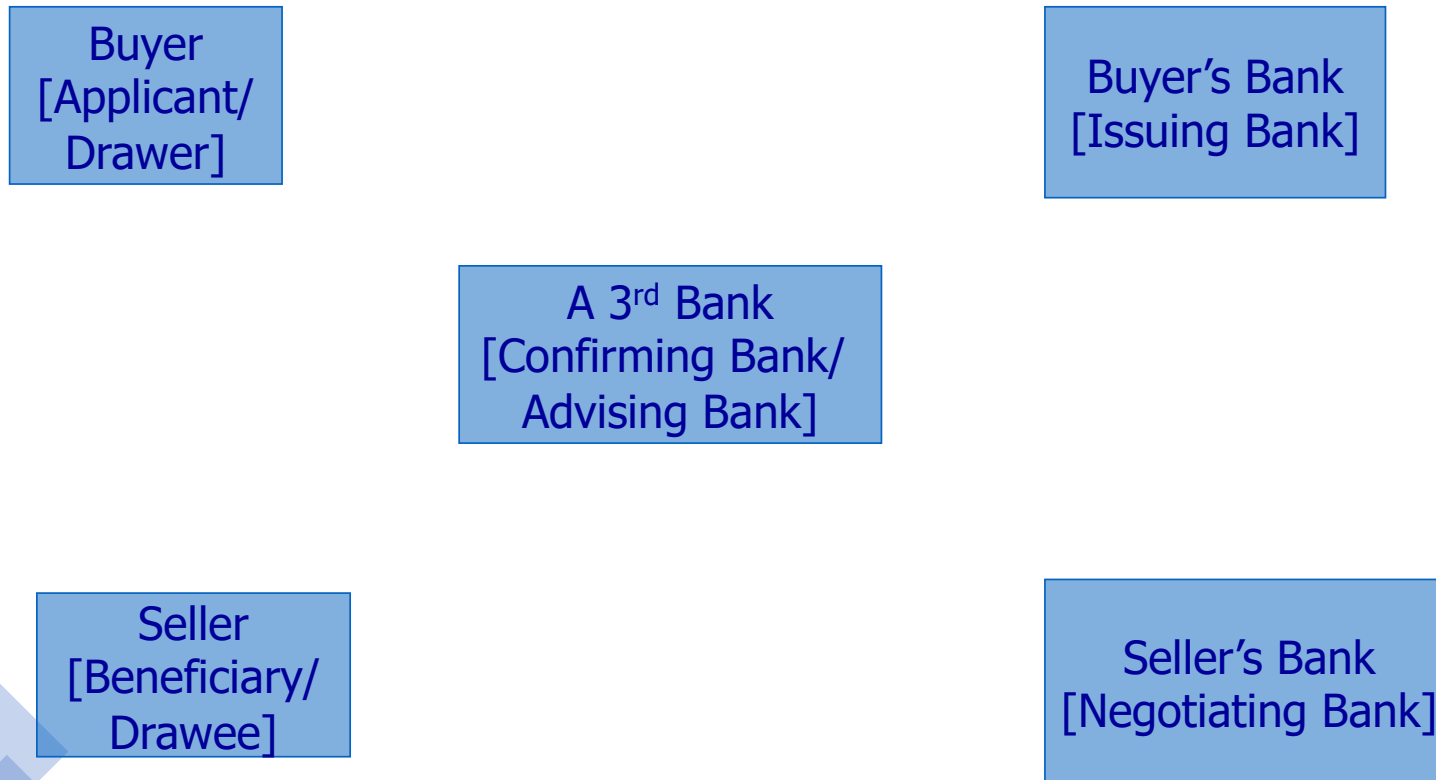 Buyer
[Applicant/
Drawer]
Buyer’s Bank
[Issuing Bank]
A 3rd Bank
[Confirming Bank/
Advising Bank]
Seller
[Beneficiary/
Drawee]
Seller’s Bank
[Negotiating Bank]